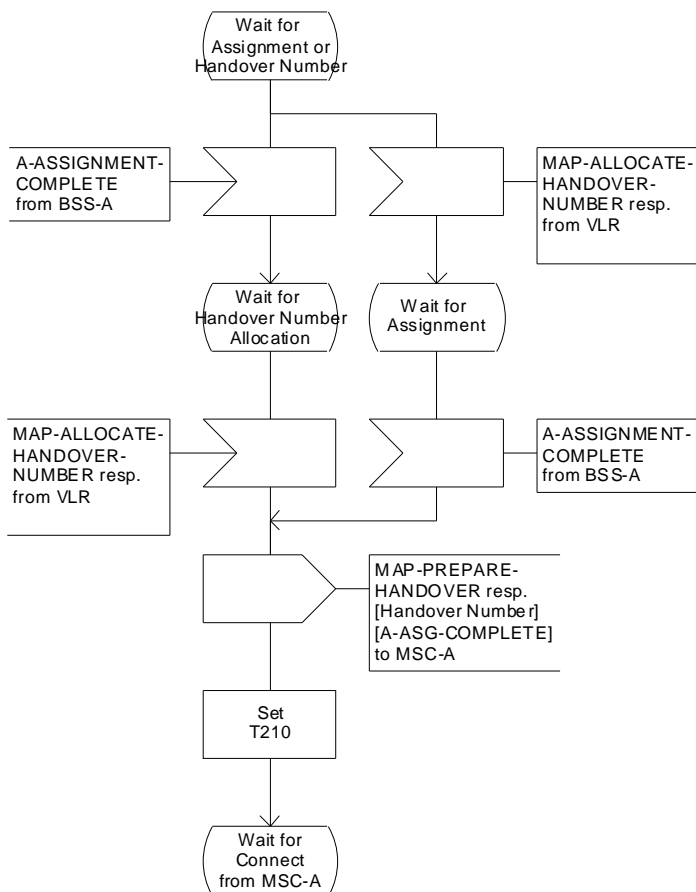 Wait for
Assignment or
Handover Number
A-ASSIGNMENT-
COMPLETE
from BSS-A
MAP-ALLOCATE-
HANDOVER-
NUMBER resp.
from VLR
Wait for
Handover Number
Allocation
Wait for
Assignment
MAP-ALLOCATE-
HANDOVER-
NUMBER resp.
from VLR
A-ASSIGNMENT-
COMPLETE
from BSS-A
MAP-PREPARE-
HANDOVER resp.
[Handover Number]
[A-ASG-COMPLETE]
to MSC-A
Set
T210
Wait for
Connect
from MSC-A